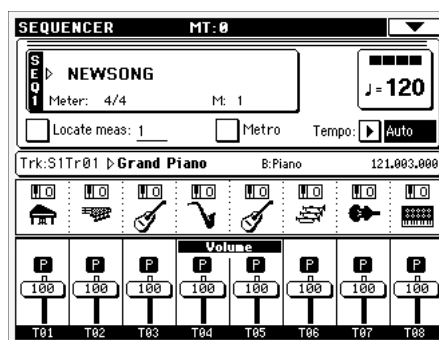 SEQUENCER MT:0
SEQ1
NEWSONG
Meter: 4/4 M: 1
♩=120
Locate meas: 1 Metro Tempo: Auto
Trk:S1Tr01 Grand Piano B:Piano 121.003.000
Volume
P P P P P P P P
100 100 100 100 100 100 100 100
T01 T02 T03 T04 T05 T06 T07 T08